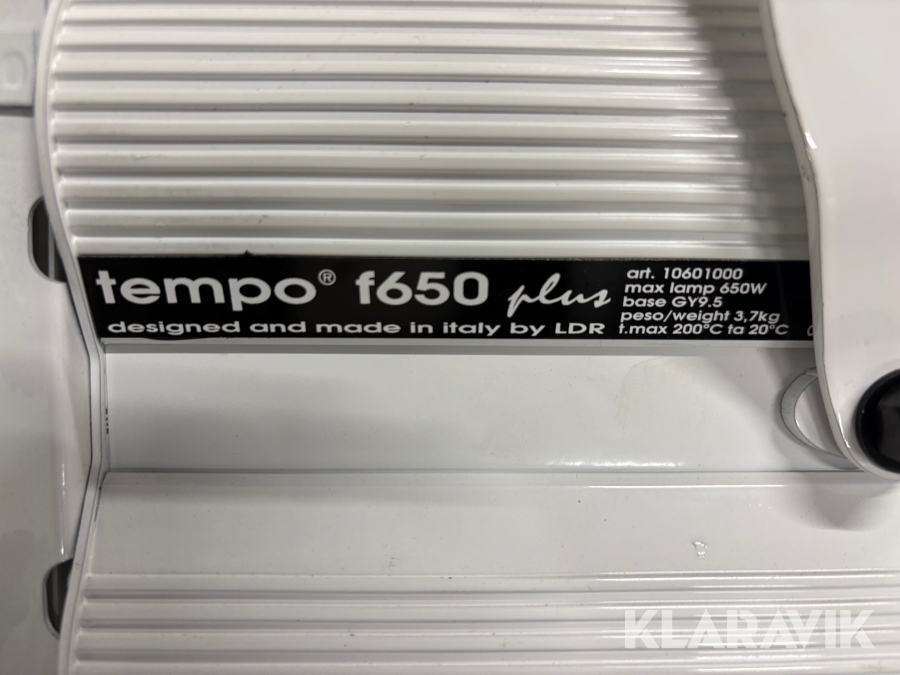 tempo® f650 plus
designed and made in italy by LDR
art. 10601000
max lamp 650W
base GY9.5
peso/weight 3,7kg
t.max 200°C ta 20°C
KLARAVIK